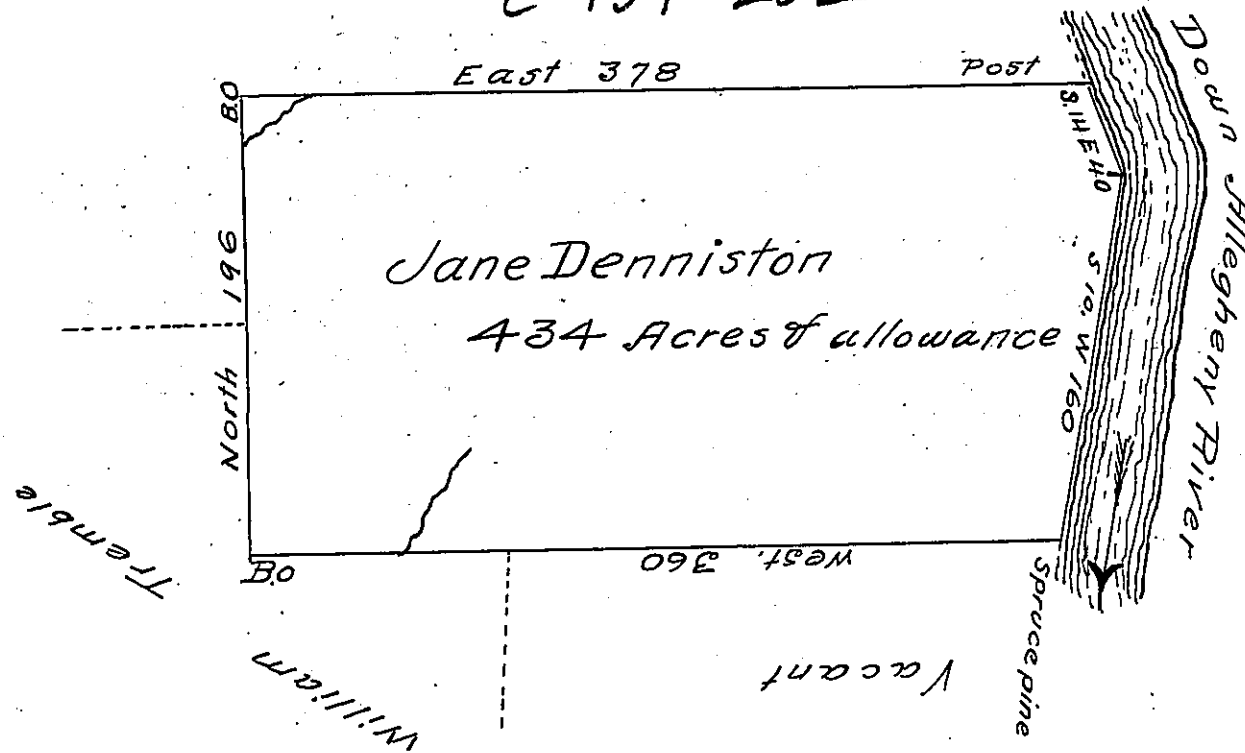 East 378
Post
B.O
S. 14 E 40
Down Allegheny River
North 196
Jane Denniston
434 Acres & allowance
S 10. W 160
West. 360
B.O
Spruce pine
Vacant
William Tremble